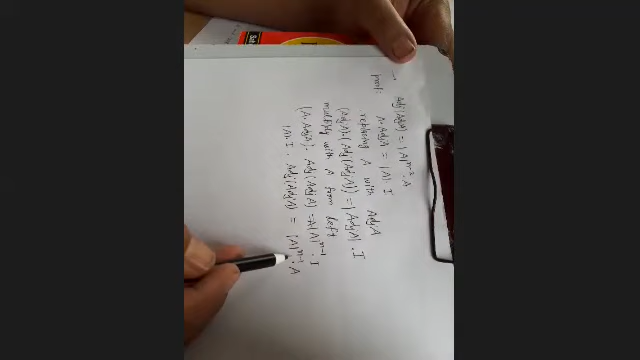 Adj(AdjA) = |A|ⁿ⁻² . A
proof:
A . AdjA = |A| . I
replacing A with AdjA
(AdjA) . (Adj(AdjA)) = |AdjA| . I
multiply with A from left
(A . AdjA) . Adj(AdjA) = A |A|ⁿ⁻¹ . I
|A| . I . Adj(AdjA) = |A|ⁿ⁻¹ . A